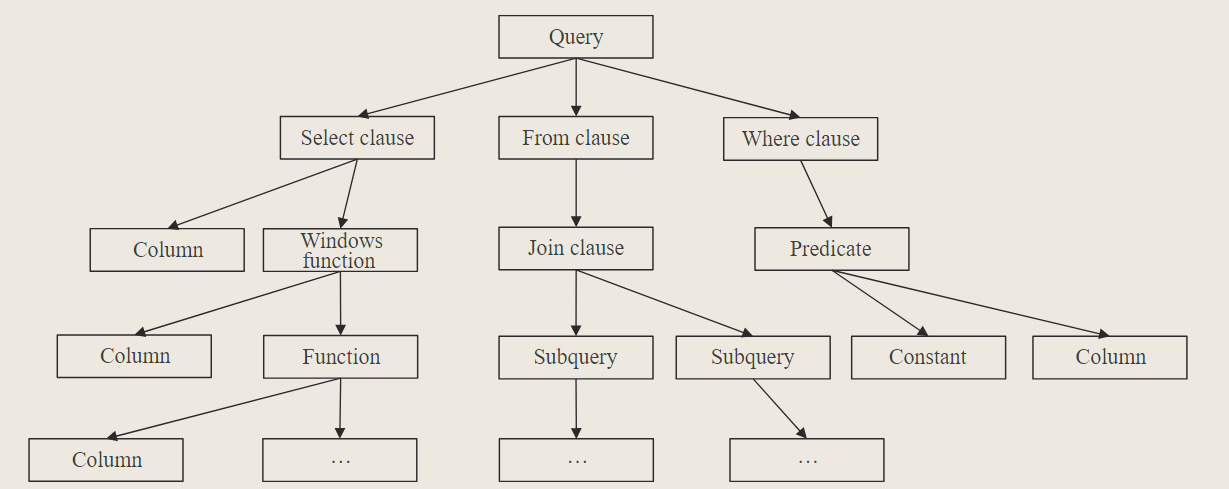 Query
Select clause
From clause
Where clause
Column
Windows
function
Join clause
Predicate
Column
Function
Subquery
Subquery
Constant
Column
Column
...
...
...